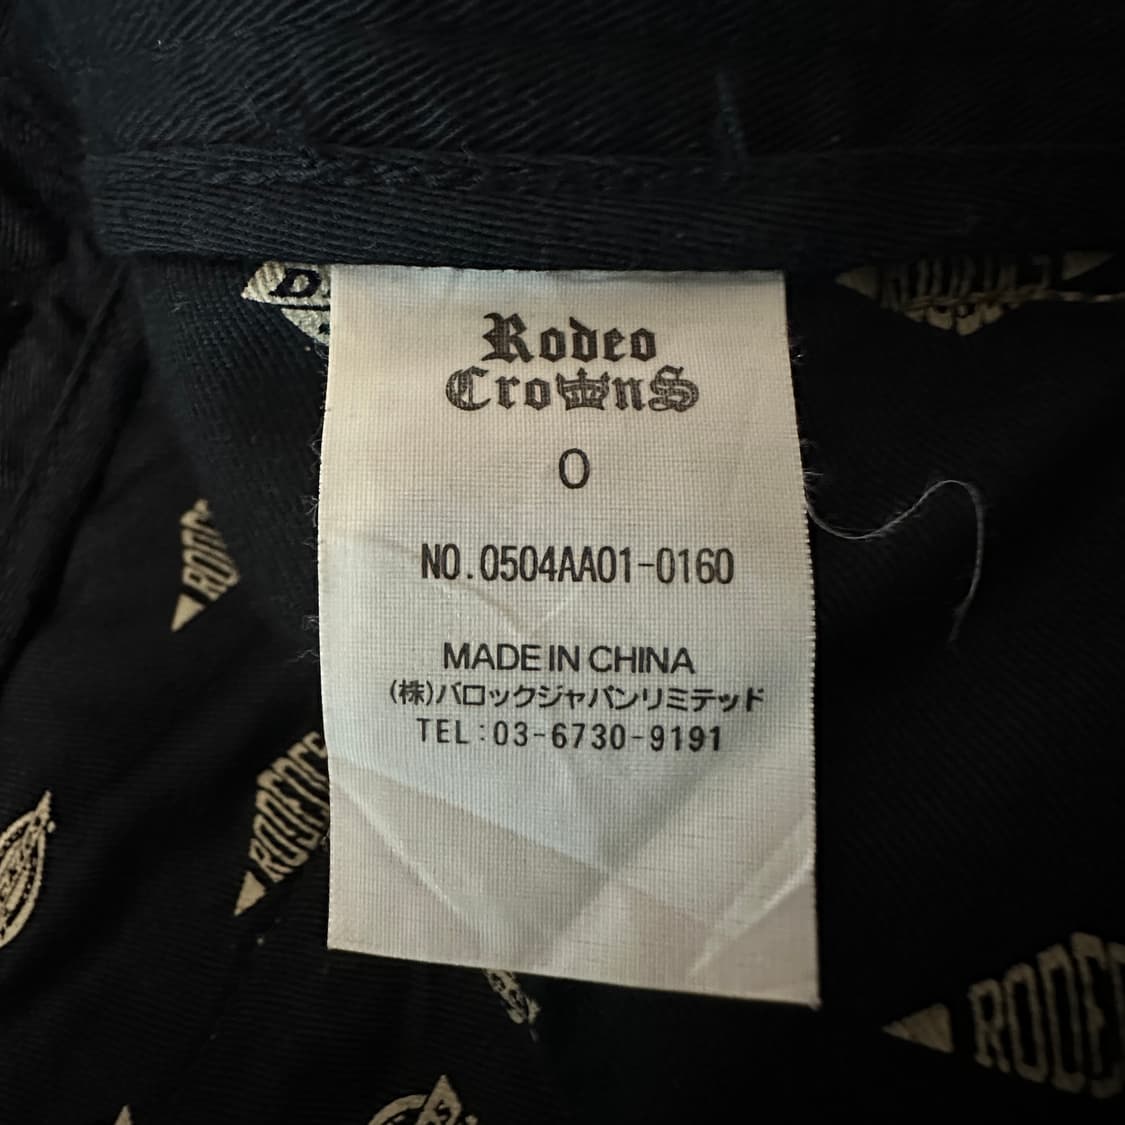 Rodeo
Crowns
0
NO.0504AA01-0160
MADE IN CHINA
(株)バロックジャパンリミテッド
TEL:03-6730-9191